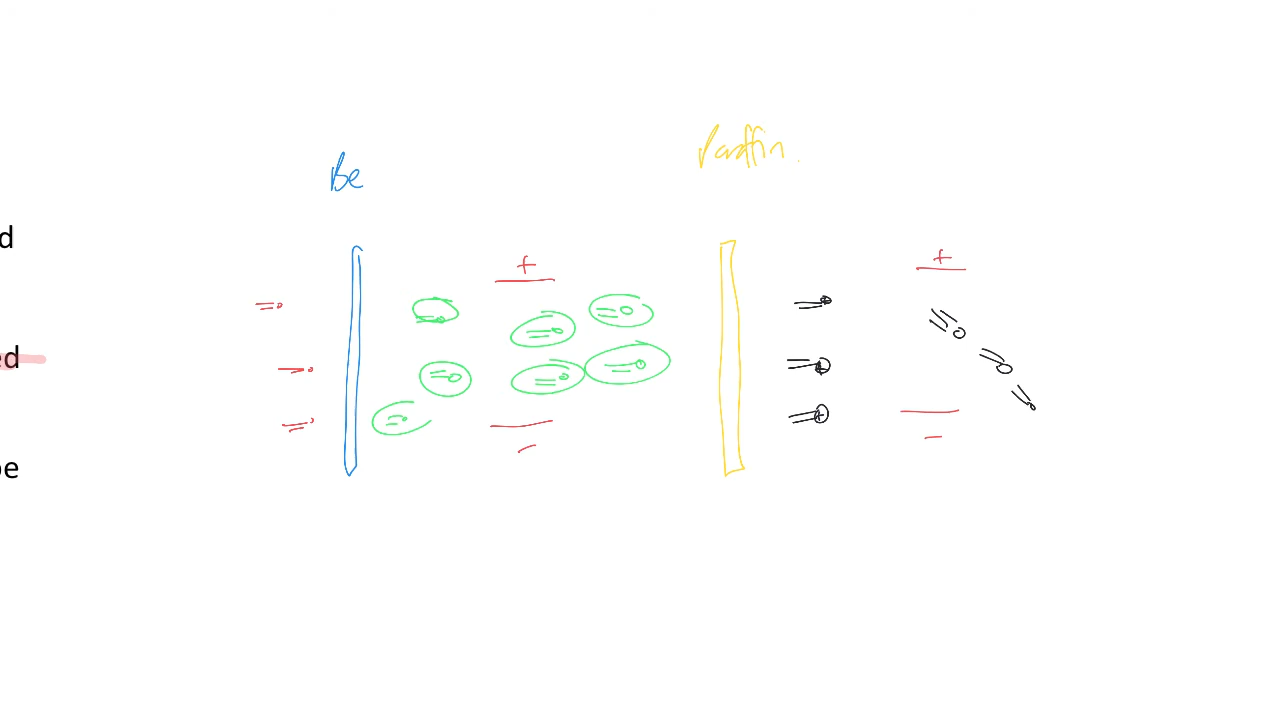 Paraffin.
Be
d
+
+
ed
be
-
-